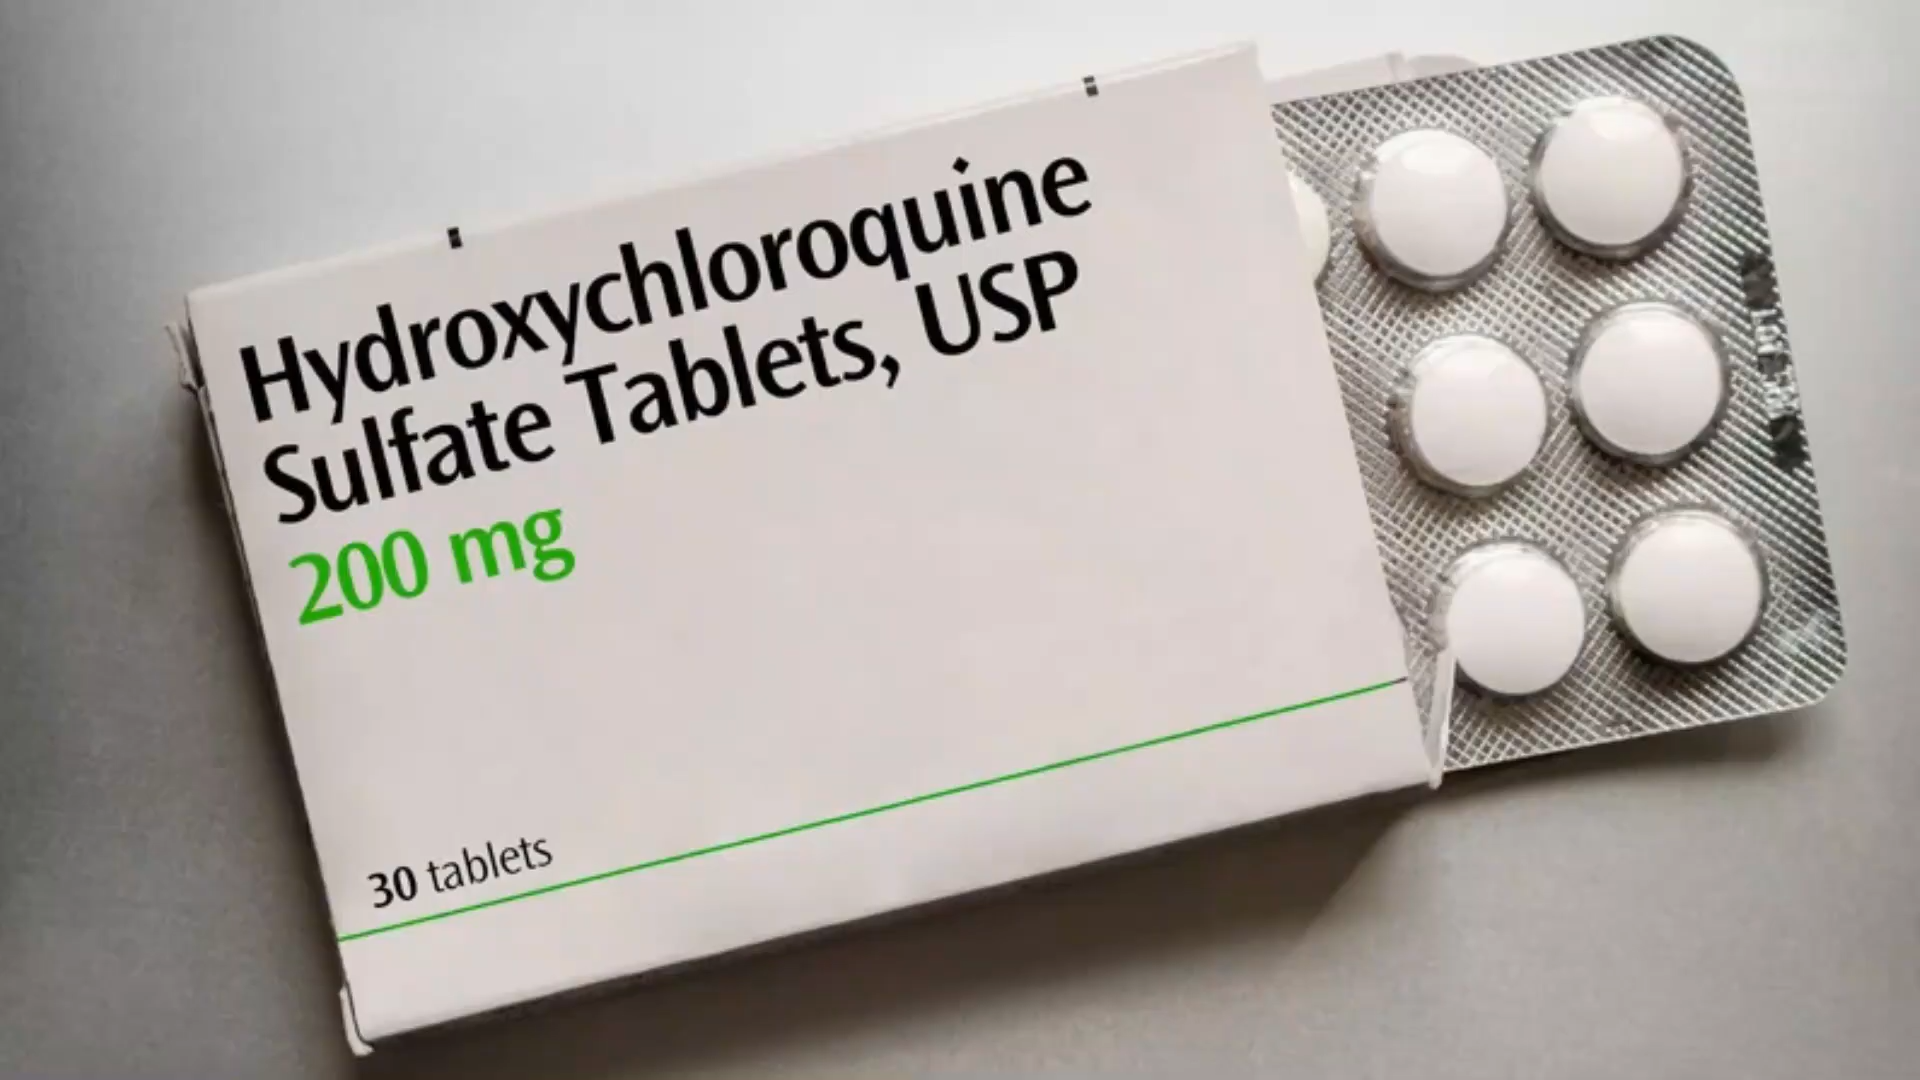 Hydroxychloroquine
Sulfate Tablets, USP
200 mg
30 tablets